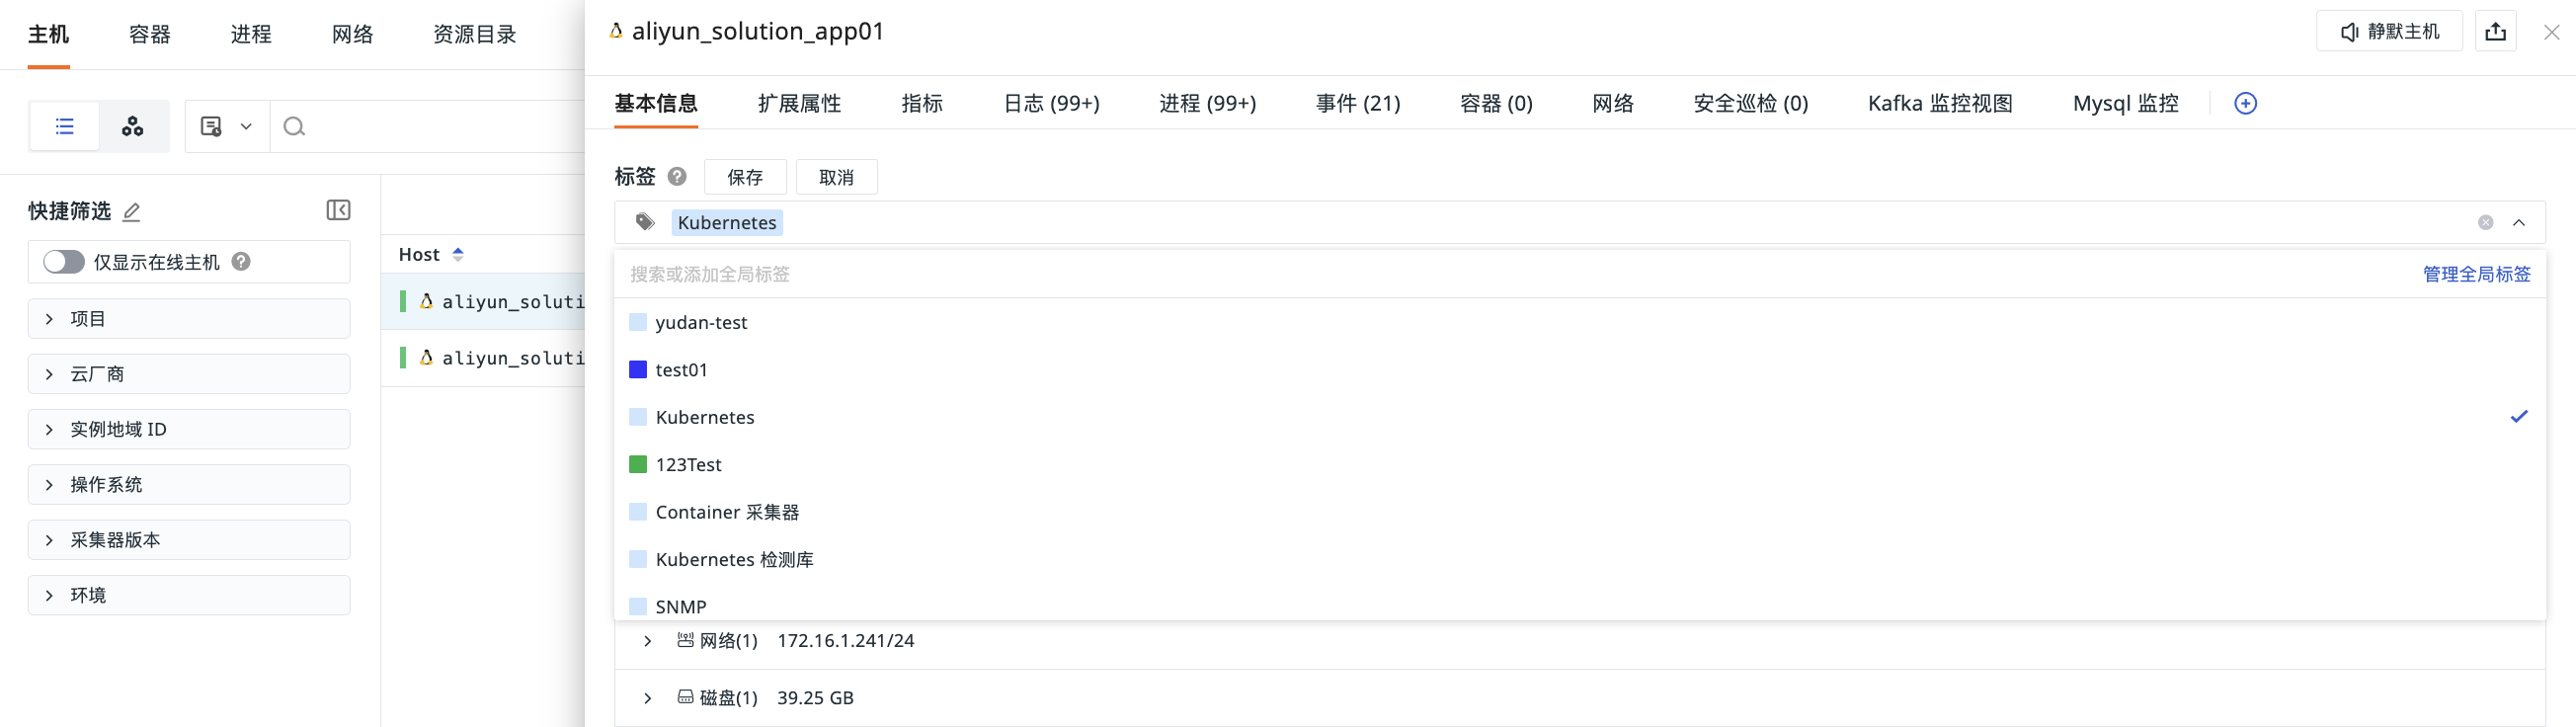 主机 容器 进程 网络 资源目录
快捷筛选
仅显示在线主机
项目
云厂商
实例地域 ID
操作系统
采集器版本
环境
Host
aliyun_soluti
aliyun_soluti
aliyun_solution_app01
静默主机
基本信息 扩展属性 指标 日志 (99+) 进程 (99+) 事件 (21) 容器 (0) 网络 安全巡检 (0) Kafka 监控视图 Mysql 监控
标签 保存 取消
Kubernetes
搜索或添加全局标签 管理全局标签
yudan-test
test01
Kubernetes
123Test
Container 采集器
Kubernetes 检测库
SNMP
网络(1) 172.16.1.241/24
磁盘(1) 39.25 GB